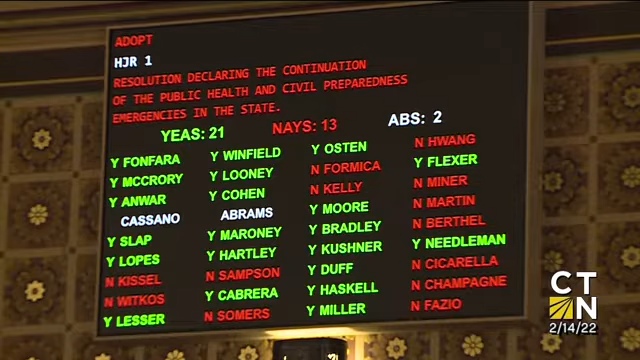 ADOPT
HJR 1
RESOLUTION DECLARING THE CONTINUATION
OF THE PUBLIC HEALTH AND CIVIL PREPAREDNESS
EMERGENCIES IN THE STATE.
YEAS: 21 NAYS: 13 ABS: 2
Y FONFARA Y WINFIELD Y OSTEN N HWANG
Y MCCRORY Y LOONEY N FORMICA Y FLEXER
Y ANWAR Y COHEN N KELLY N MINER
CASSANO ABRAMS Y MOORE N MARTIN
Y SLAP Y MARONEY Y BRADLEY N BERTHEL
Y LOPES Y HARTLEY Y KUSHNER Y NEEDLEMAN
N KISSEL N SAMPSON Y DUFF N CICARELLA
N WITKOS Y CABRERA Y HASKELL N CHAMPAGNE
Y LESSER N SOMERS Y MILLER N FAZIO
CT
N
2/14/22